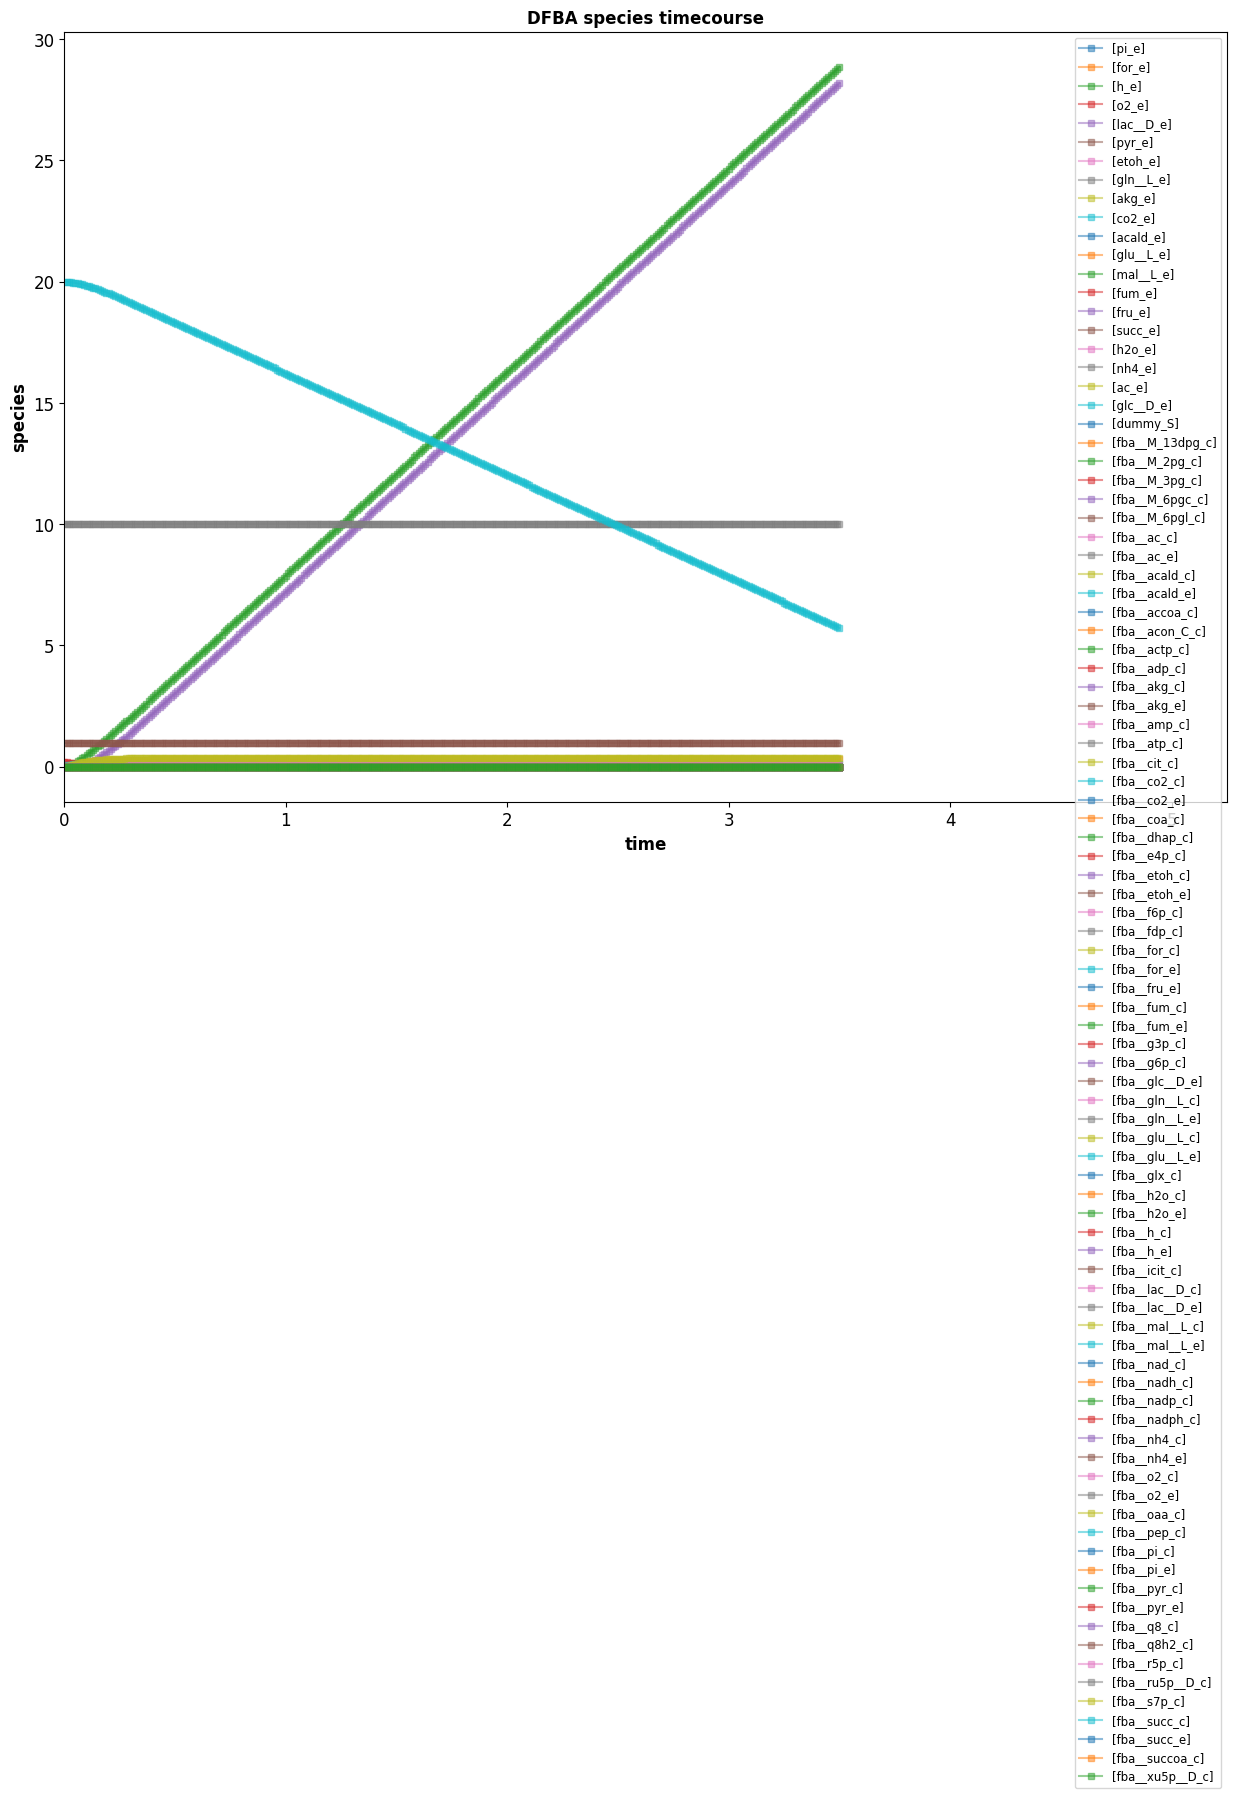 DFBA species timecourse
30
25
20
15
10
5
0
species
0
1
2
3
4
5
time
[pi_e]
[for_e]
[h_e]
[o2_e]
[lac__D_e]
[pyr_e]
[etoh_e]
[gln__L_e]
[akg_e]
[co2_e]
[acald_e]
[glu__L_e]
[mal__L_e]
[fum_e]
[fru_e]
[succ_e]
[h2o_e]
[nh4_e]
[ac_e]
[glc__D_e]
[dummy_S]
[fba__M_13dpg_c]
[fba__M_2pg_c]
[fba__M_3pg_c]
[fba__M_6pgc_c]
[fba__M_6pgl_c]
[fba__ac_c]
[fba__ac_e]
[fba__acald_c]
[fba__acald_e]
[fba__accoa_c]
[fba__acon_C_c]
[fba__actp_c]
[fba__adp_c]
[fba__akg_c]
[fba__akg_e]
[fba__amp_c]
[fba__atp_c]
[fba__cit_c]
[fba__co2_c]
[fba__co2_e]
[fba__coa_c]
[fba__dhap_c]
[fba__e4p_c]
[fba__etoh_c]
[fba__etoh_e]
[fba__f6p_c]
[fba__fdp_c]
[fba__for_c]
[fba__for_e]
[fba__fru_e]
[fba__fum_c]
[fba__fum_e]
[fba__g3p_c]
[fba__g6p_c]
[fba__glc__D_e]
[fba__gln__L_c]
[fba__gln__L_e]
[fba__glu__L_c]
[fba__glu__L_e]
[fba__glx_c]
[fba__h2o_c]
[fba__h2o_e]
[fba__h_c]
[fba__h_e]
[fba__icit_c]
[fba__lac__D_c]
[fba__lac__D_e]
[fba__mal__L_c]
[fba__mal__L_e]
[fba__nad_c]
[fba__nadh_c]
[fba__nadp_c]
[fba__nadph_c]
[fba__nh4_c]
[fba__nh4_e]
[fba__o2_c]
[fba__o2_e]
[fba__oaa_c]
[fba__pep_c]
[fba__pi_c]
[fba__pi_e]
[fba__pyr_c]
[fba__pyr_e]
[fba__q8_c]
[fba__q8h2_c]
[fba__r5p_c]
[fba__ru5p__D_c]
[fba__s7p_c]
[fba__succ_c]
[fba__succ_e]
[fba__succoa_c]
[fba__xu5p__D_c]